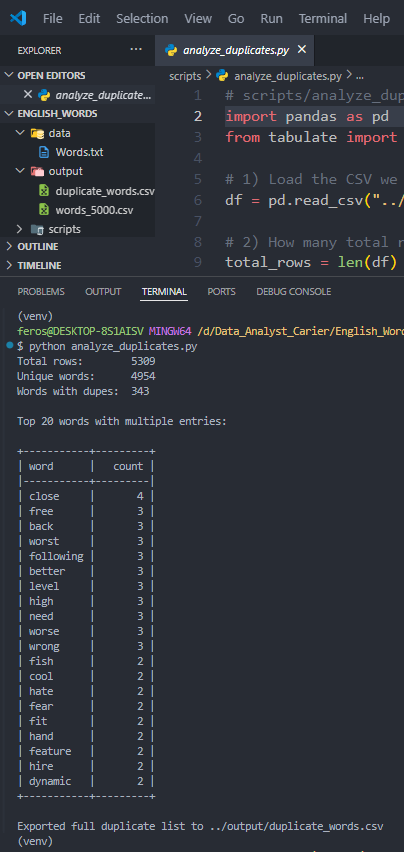 File Edit Selection View Go Run Terminal Help
EXPLORER ...
analyze_duplicates.py
OPEN EDITORS
analyze_duplicate...
ENGLISH_WORDS
data
Words.txt
output
duplicate_words.csv
words_5000.csv
scripts
OUTLINE
TIMELINE
scripts > analyze_duplicates.py > ...
1 # scripts/analyze_dup
2 import pandas as pd
3 from tabulate import
4
5 # 1) Load the CSV we
6 df = pd.read_csv("../
7
8 # 2) How many total r
9 total_rows = len(df)
PROBLEMS OUTPUT TERMINAL PORTS DEBUG CONSOLE
(venv)
feros@DESKTOP-8S1AISV MINGW64 /d/Data_Analyst_Carier/English_Wor
$ python analyze_duplicates.py
Total rows: 5309
Unique words: 4954
Words with dupes: 343
Top 20 words with multiple entries:
+-----------+---------+
| word | count |
|-----------+---------|
| close | 4 |
| free | 3 |
| back | 3 |
| worst | 3 |
| following | 3 |
| better | 3 |
| level | 3 |
| high | 3 |
| need | 3 |
| worse | 3 |
| wrong | 3 |
| fish | 2 |
| cool | 2 |
| hate | 2 |
| fear | 2 |
| fit | 2 |
| hand | 2 |
| feature | 2 |
| hire | 2 |
| dynamic | 2 |
+-----------+---------+
Exported full duplicate list to ../output/duplicate_words.csv
(venv)